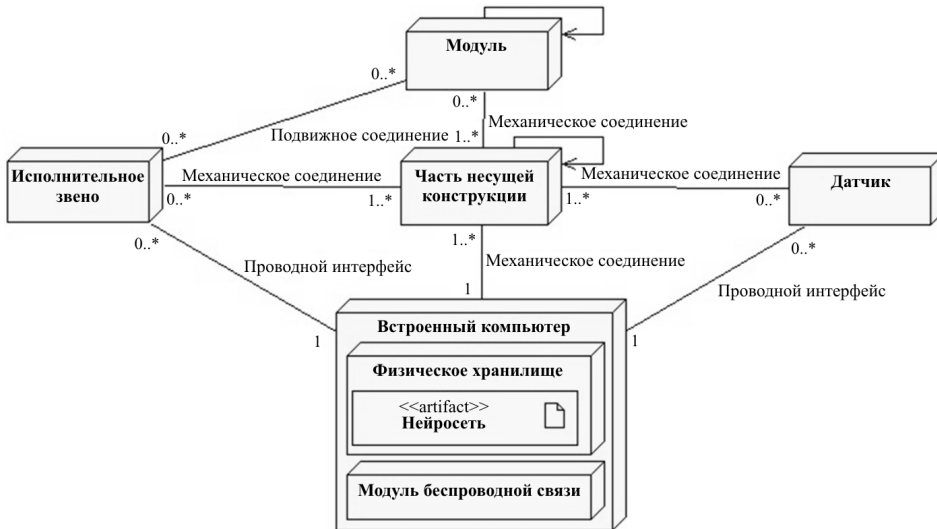 Модуль
0..*
0..*
Механическое соединение
0..*
Подвижное соединение
1..*
Исполнительное
звено
Механическое соединение
Часть несущей
конструкции
Механическое соединение
Датчик
0..*
1..*
1..*
0..*
0..*
1..*
0..*
Проводной интерфейс
Механическое соединение
Проводной интерфейс
1
1
1
Встроенный компьютер
Физическое хранилище
<<artifact>>
Нейросеть
Модуль беспроводной связи